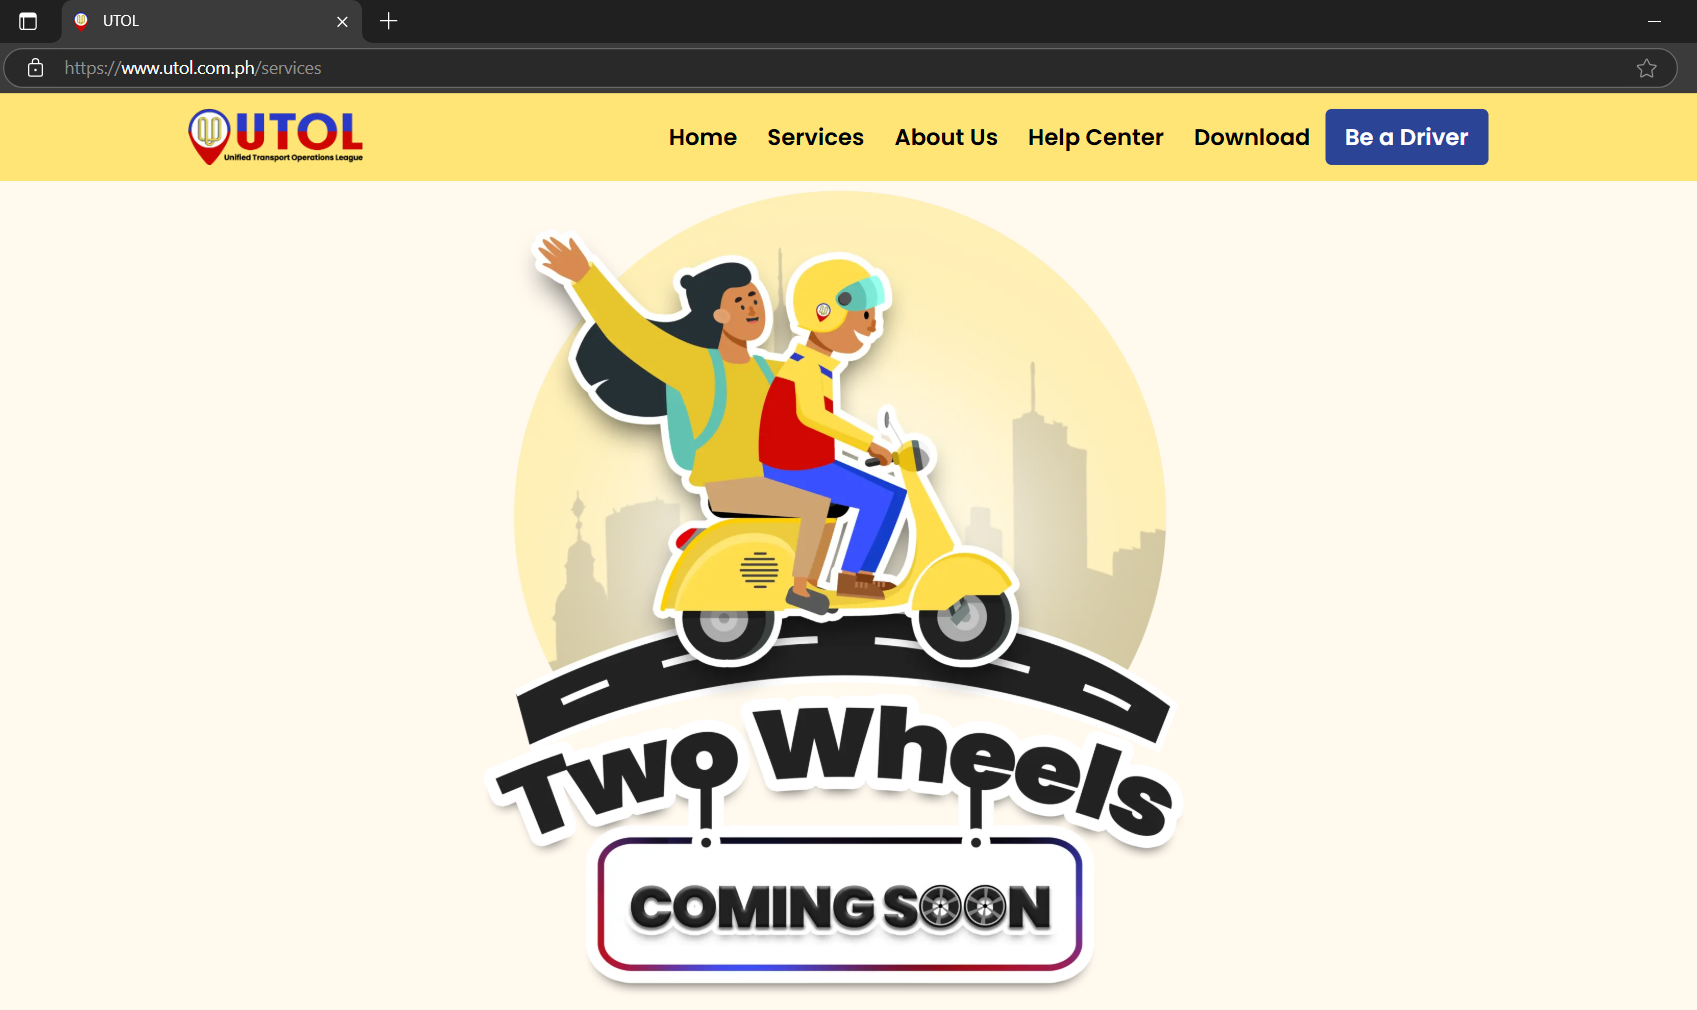 UTOL
https://www.utol.com.ph/services
UTOL
Unified Transport Operations League
Home
Services
About Us
Help Center
Download
Be a Driver
Two Wheels
COMING SOON